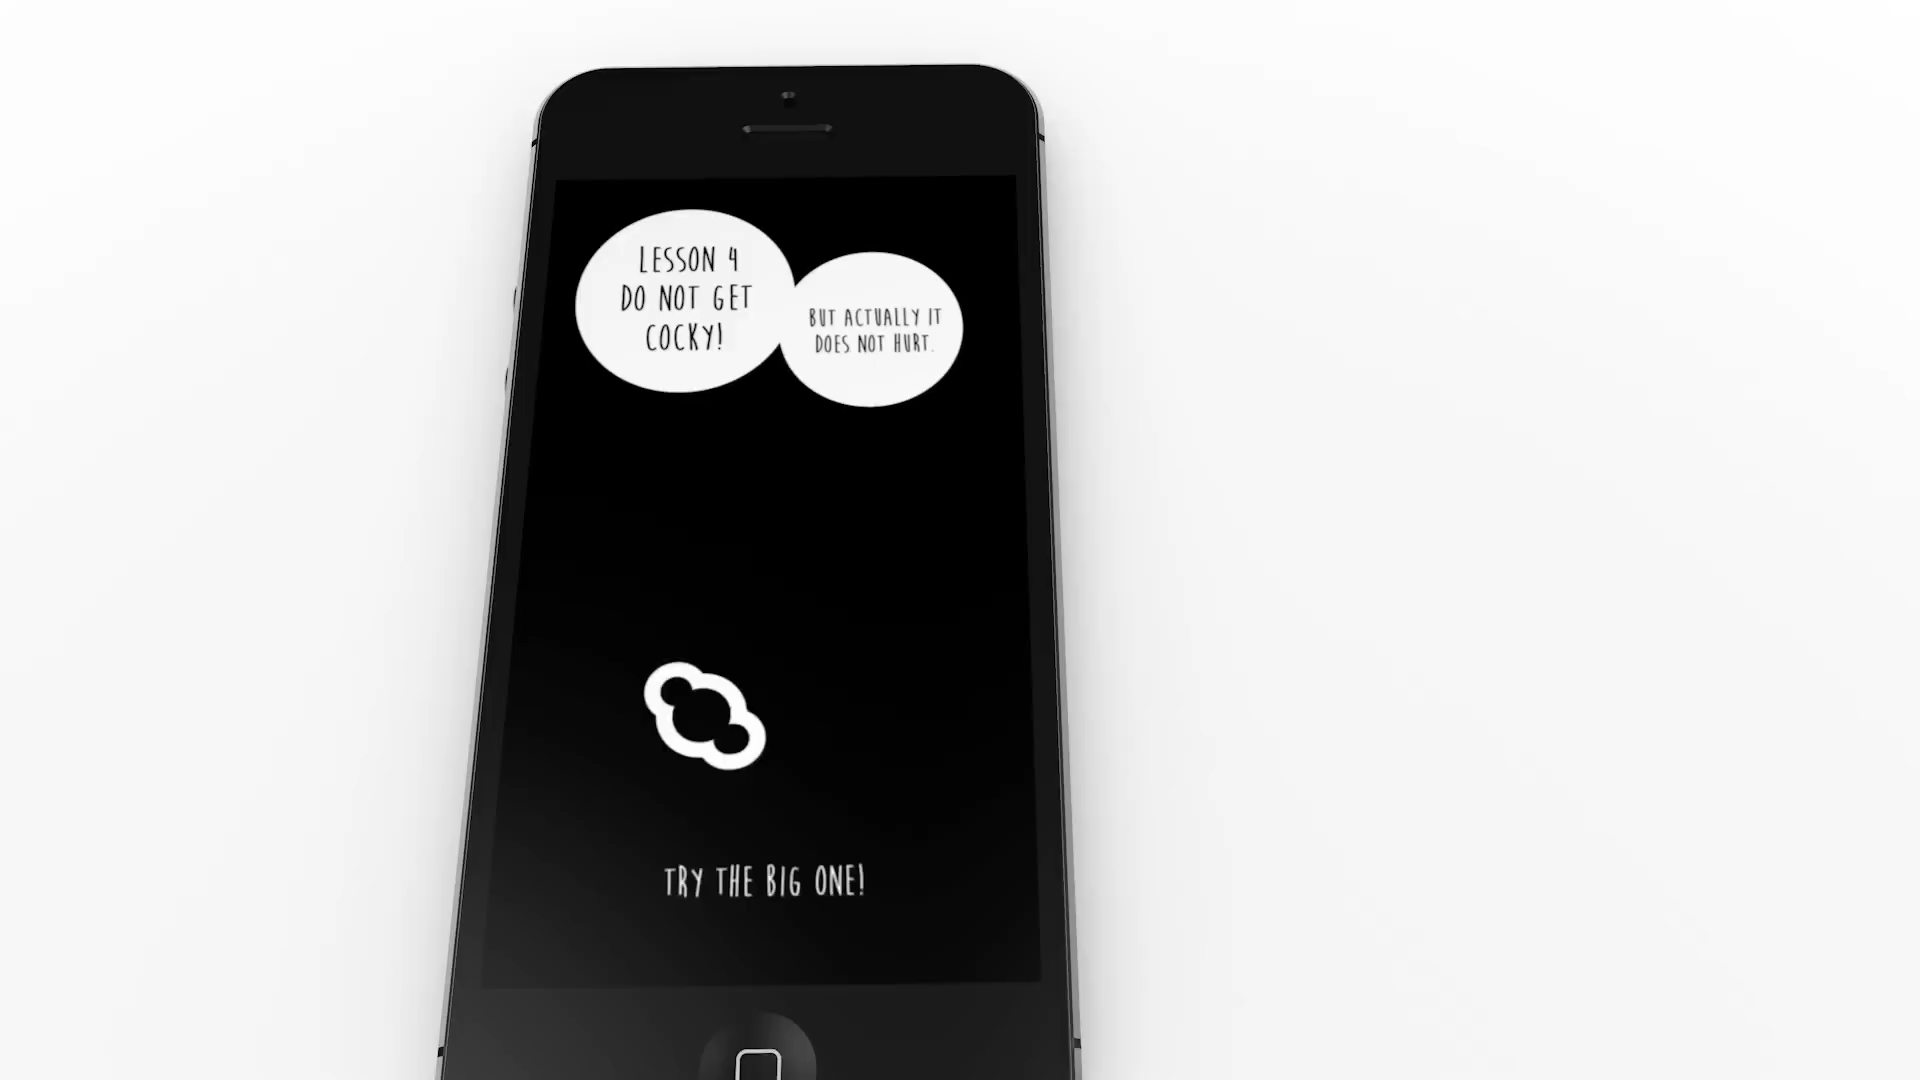 LESSON 4
DO NOT GET
COCKY!
BUT ACTUALLY IT
DOES NOT HURT.
TRY THE BIG ONE!